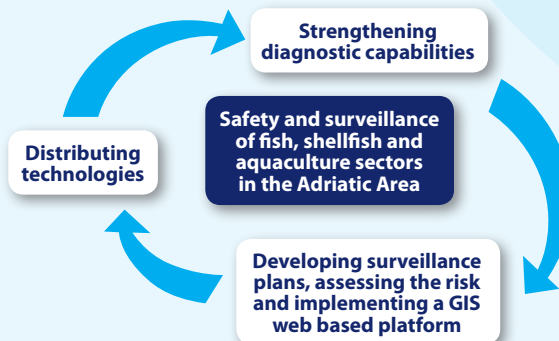 Strengthening
diagnostic capabilities
Safety and surveillance
of fish, shellfish and
aquaculture sectors
in the Adriatic Area
Distributing
technologies
Developing surveillance
plans, assessing the risk
and implementing a GIS
web based platform